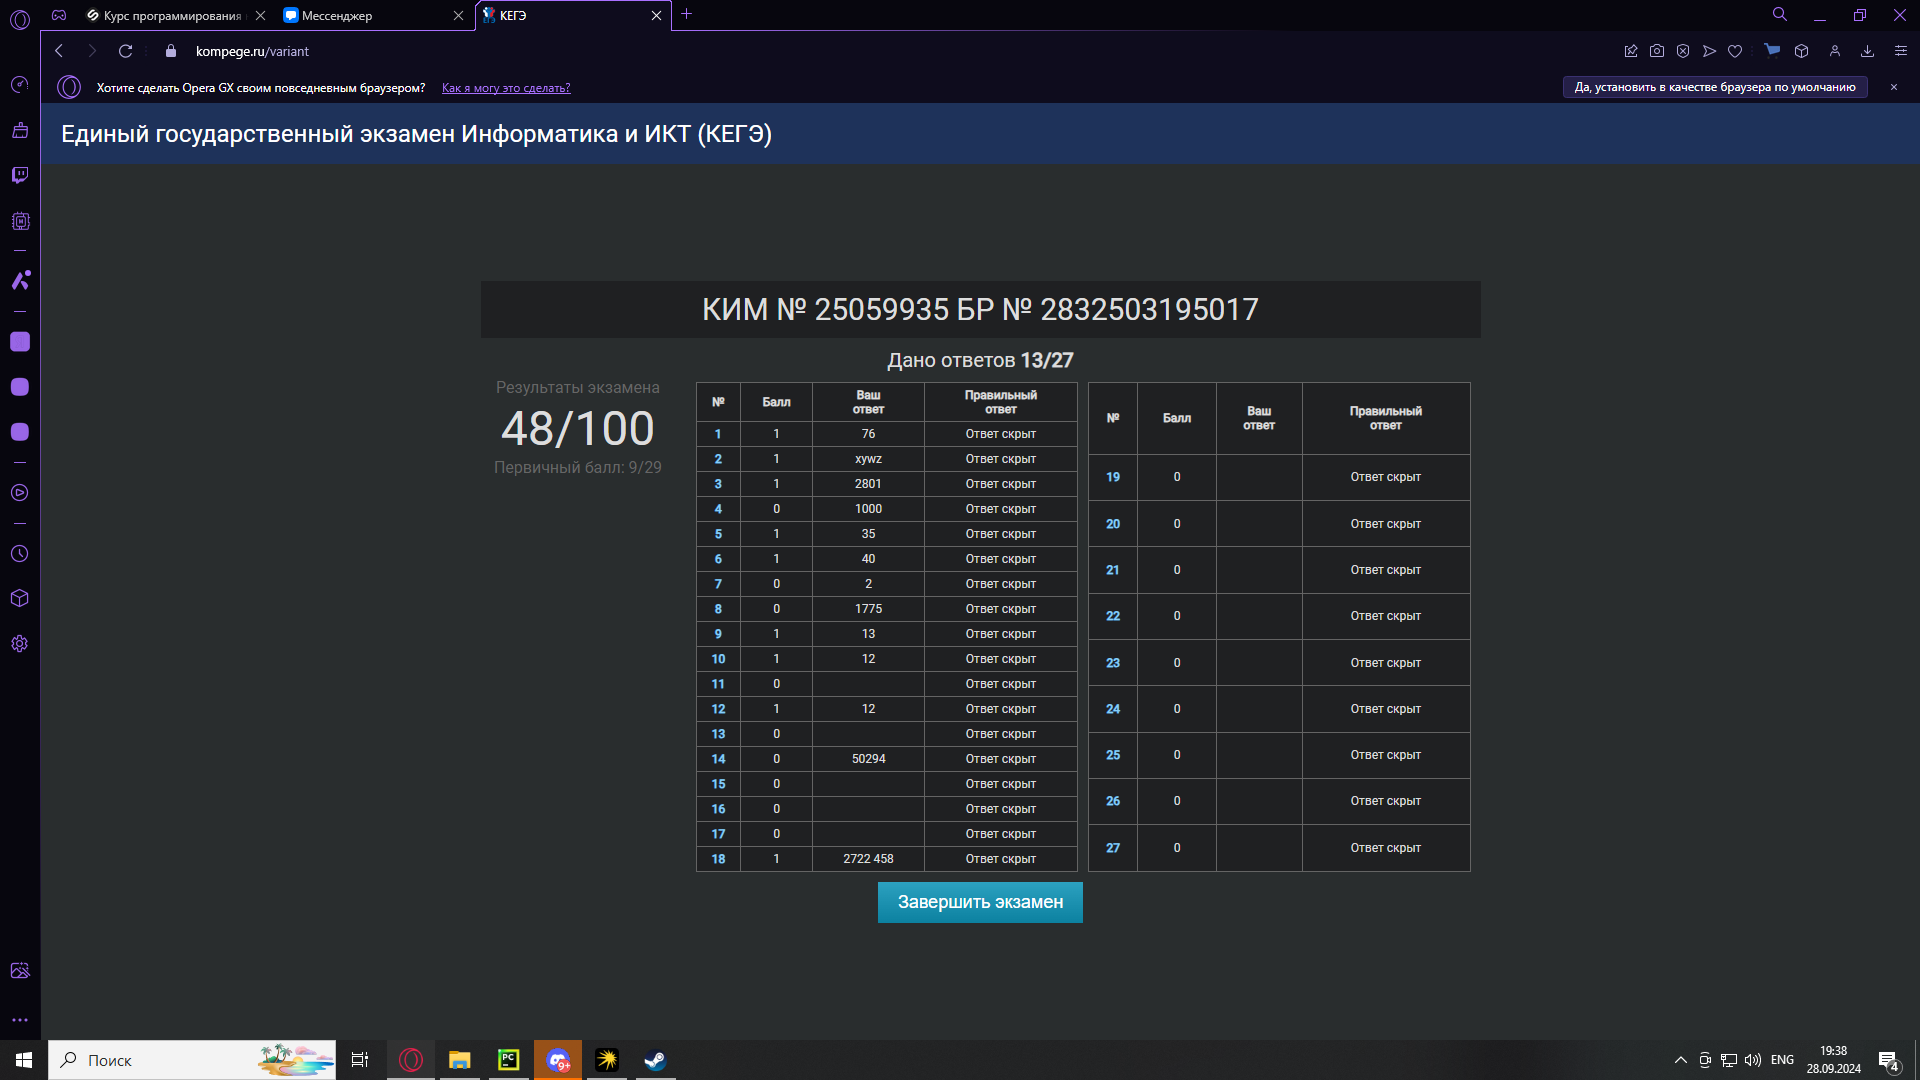 Курс программирования
Мессенджер
КЕГЭ
kompege.ru/variant
Хотите сделать Opera GX своим повседневным браузером? Как я могу это сделать? Да, установить в качестве браузера по умолчанию
Единый государственный экзамен Информатика и ИКТ (КЕГЭ)
КИМ № 25059935 БР № 2832503195017
Дано ответов 13/27
Результаты экзамена
48/100
Первичный балл: 9/29
№ Балл Ваш ответ Правильный ответ
1 1 76 Ответ скрыт
2 1 xywz Ответ скрыт
3 1 2801 Ответ скрыт
4 0 1000 Ответ скрыт
5 1 35 Ответ скрыт
6 1 40 Ответ скрыт
7 0 2 Ответ скрыт
8 0 1775 Ответ скрыт
9 1 13 Ответ скрыт
10 1 12 Ответ скрыт
11 0 Ответ скрыт
12 1 12 Ответ скрыт
13 0 Ответ скрыт
14 0 50294 Ответ скрыт
15 0 Ответ скрыт
16 0 Ответ скрыт
17 0 Ответ скрыт
18 1 2722 458 Ответ скрыт
№ Балл Ваш ответ Правильный ответ
19 0 Ответ скрыт
20 0 Ответ скрыт
21 0 Ответ скрыт
22 0 Ответ скрыт
23 0 Ответ скрыт
24 0 Ответ скрыт
25 0 Ответ скрыт
26 0 Ответ скрыт
27 0 Ответ скрыт
Завершить экзамен
Поиск
PC
9+
ENG
19:38
28.09.2024
4